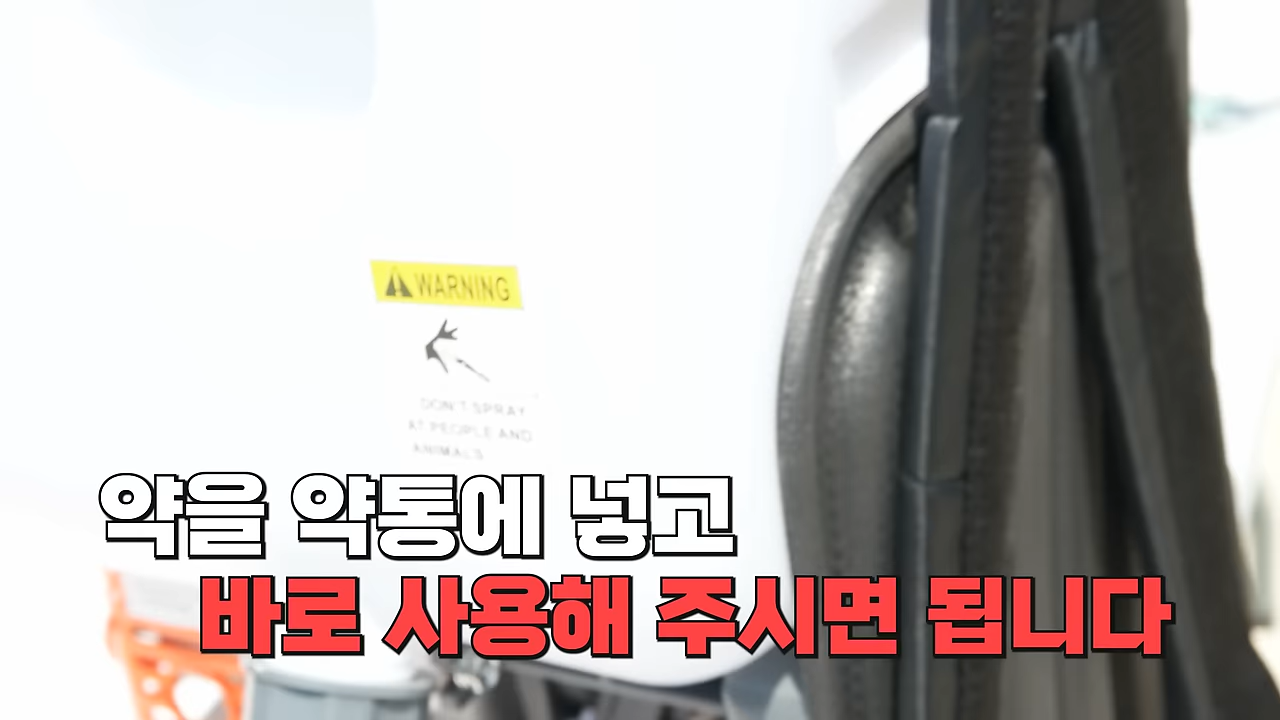 WARNING
DON'T SPRAY
AT PEOPLE AND
ANIMALS
약을 약통에 넣고
바로 사용해 주시면 됩니다